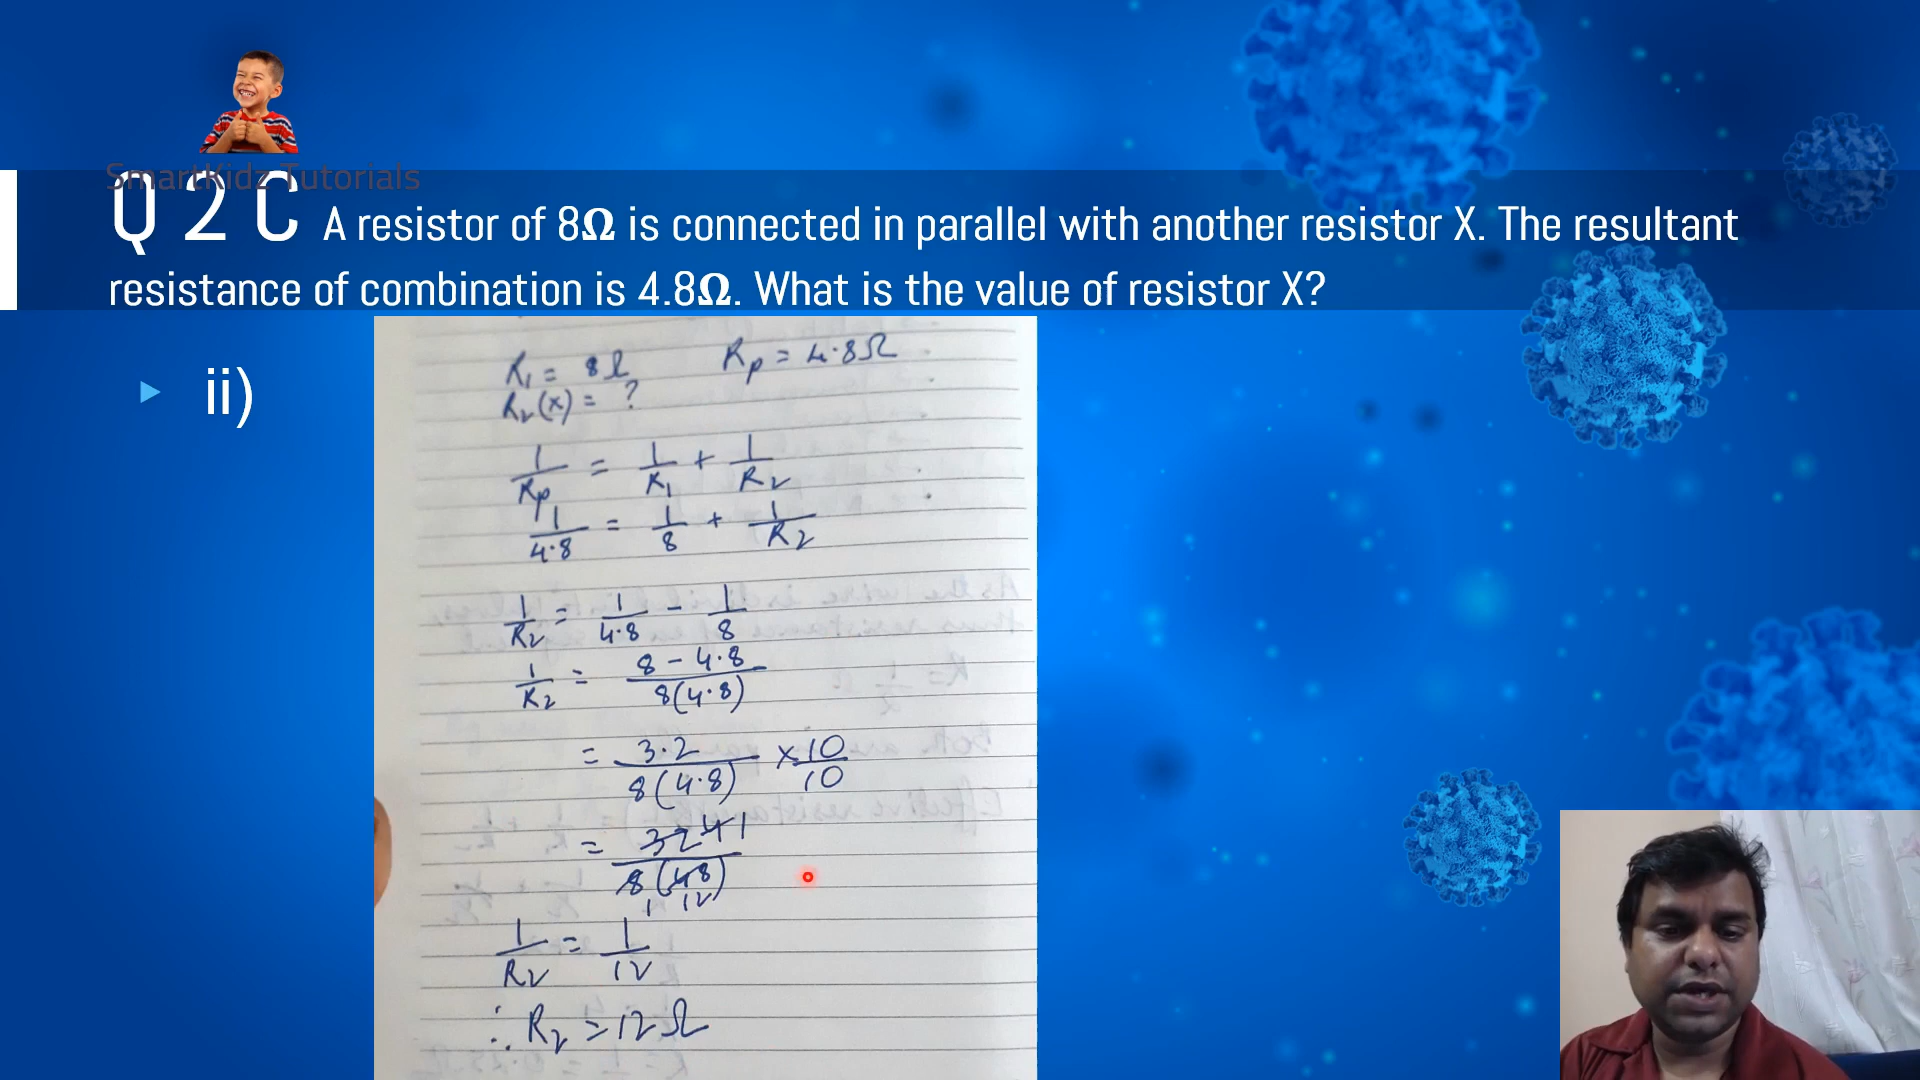 SmartKidz Tutorials
Q 2 C A resistor of 8Ω is connected in parallel with another resistor X. The resultant
resistance of combination is 4.8Ω. What is the value of resistor X?
ii)
R₁ = 8Ω Rp = 4.8Ω
R₂(x) = ?
1/Rp = 1/R₁ + 1/R₂
1/4.8 = 1/8 + 1/R₂
1/R₂ = 1/4.8 - 1/8
1/R₂ = 8 - 4.8 / 8(4.8)
= 3.2 / 8(4.8) × 10/10
= 32 4 1 / 8(48) 1 12
1/R₂ = 1/12
∴ R₂ = 12Ω